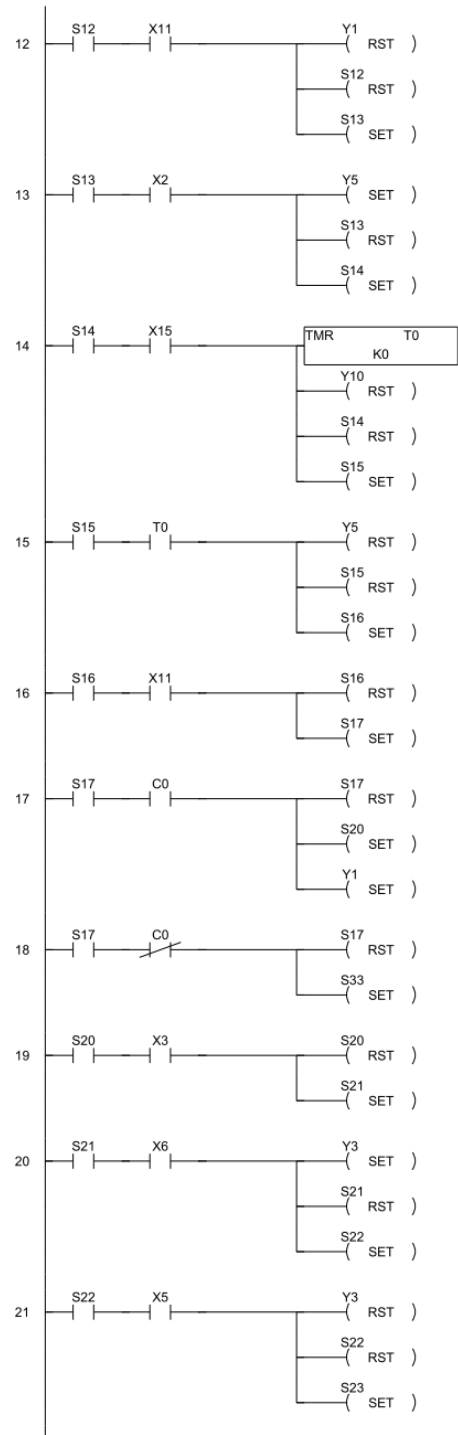 12 S12 X11 Y1 RST
S12 RST
S13 SET
13 S13 X2 Y5 SET
S13 RST
S14 SET
14 S14 X15 TMR T0
K0
Y10 RST
S14 RST
S15 SET
15 S15 T0 Y5 RST
S15 RST
S16 SET
16 S16 X11 S16 RST
S17 SET
17 S17 C0 S17 RST
S20 SET
Y1 SET
18 S17 C0 S17 RST
S33 SET
19 S20 X3 S20 RST
S21 SET
20 S21 X6 Y3 SET
S21 RST
S22 SET
21 S22 X5 Y3 RST
S22 RST
S23 SET